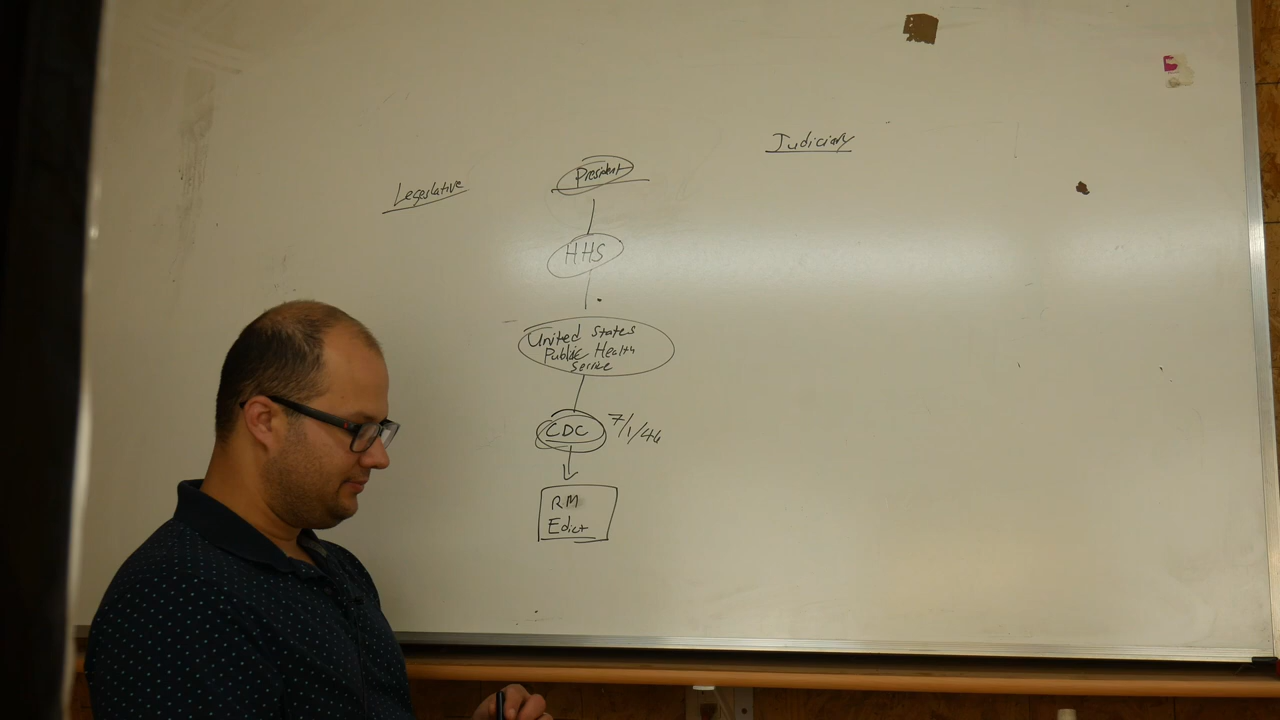 Judiciary
President
Legislative
HHS
United States
Public Health
Service
CDC 7/1/46
RM
Edict